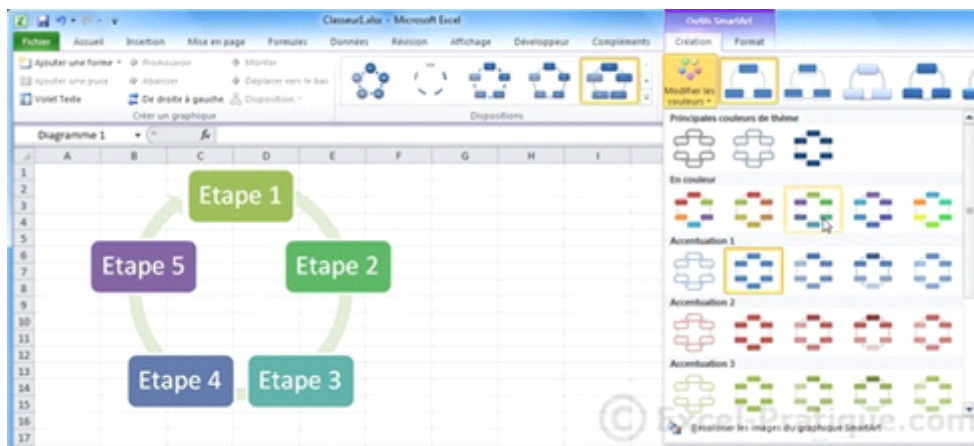 Classeur1.xlsx - Microsoft Excel
Outils SmartArt
Fichier Accueil Insertion Mise en page Formules Données Révision Affichage Développeur Compléments Création Format
Ajouter une forme Promouvoir Monter
Ajouter une puce Abaisser Déplacer vers le bas
Volet Texte De droite à gauche Disposition
Modifier les couleurs
Créer un graphique Dispositions
Diagramme 1 fx
A B C D E F G H I
1
2
3
4
5
6
7
8
9
10
11
12
13
14
15
16
17
Etape 1
Etape 2
Etape 3
Etape 4
Etape 5
Principales couleurs de thème
En couleur
Accentuation 1
Accentuation 2
Accentuation 3
Recolorier les images du graphique SmartArt
© Excel-Pratique.com